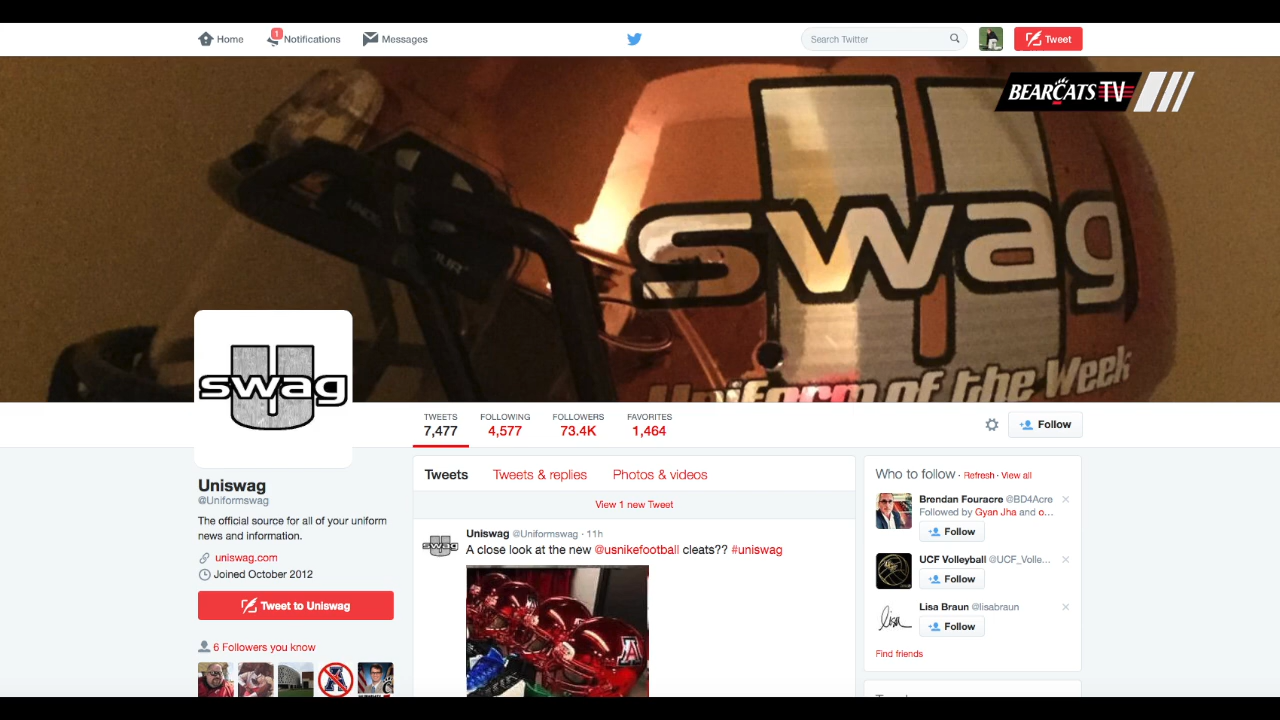 Home
1
Notifications
Messages
Search Twitter
Tweet
BEARCATS TV
swag
Uniform of the Week
swag
TWEETS
FOLLOWING
FOLLOWERS
FAVORITES
7,477
4,577
73.4K
1,464
Follow
Uniswag
@Uniformswag
The official source for all of your uniform
news and information.
uniswag.com
Joined October 2012
Tweet to Uniswag
6 Followers you know
Tweets
Tweets & replies
Photos & videos
View 1 new Tweet
swag
Uniswag @Uniformswag · 11h
A close look at the new @usnikefootball cleats?? #uniswag
A
Who to follow · Refresh · View all
Brendan Fouracre @BD4Acre
Followed by Gyan Jha and o...
Follow
UCF Volleyball @UCF_Volle...
Follow
Lisa Braun @lisabraun
lisa
Follow
Find friends